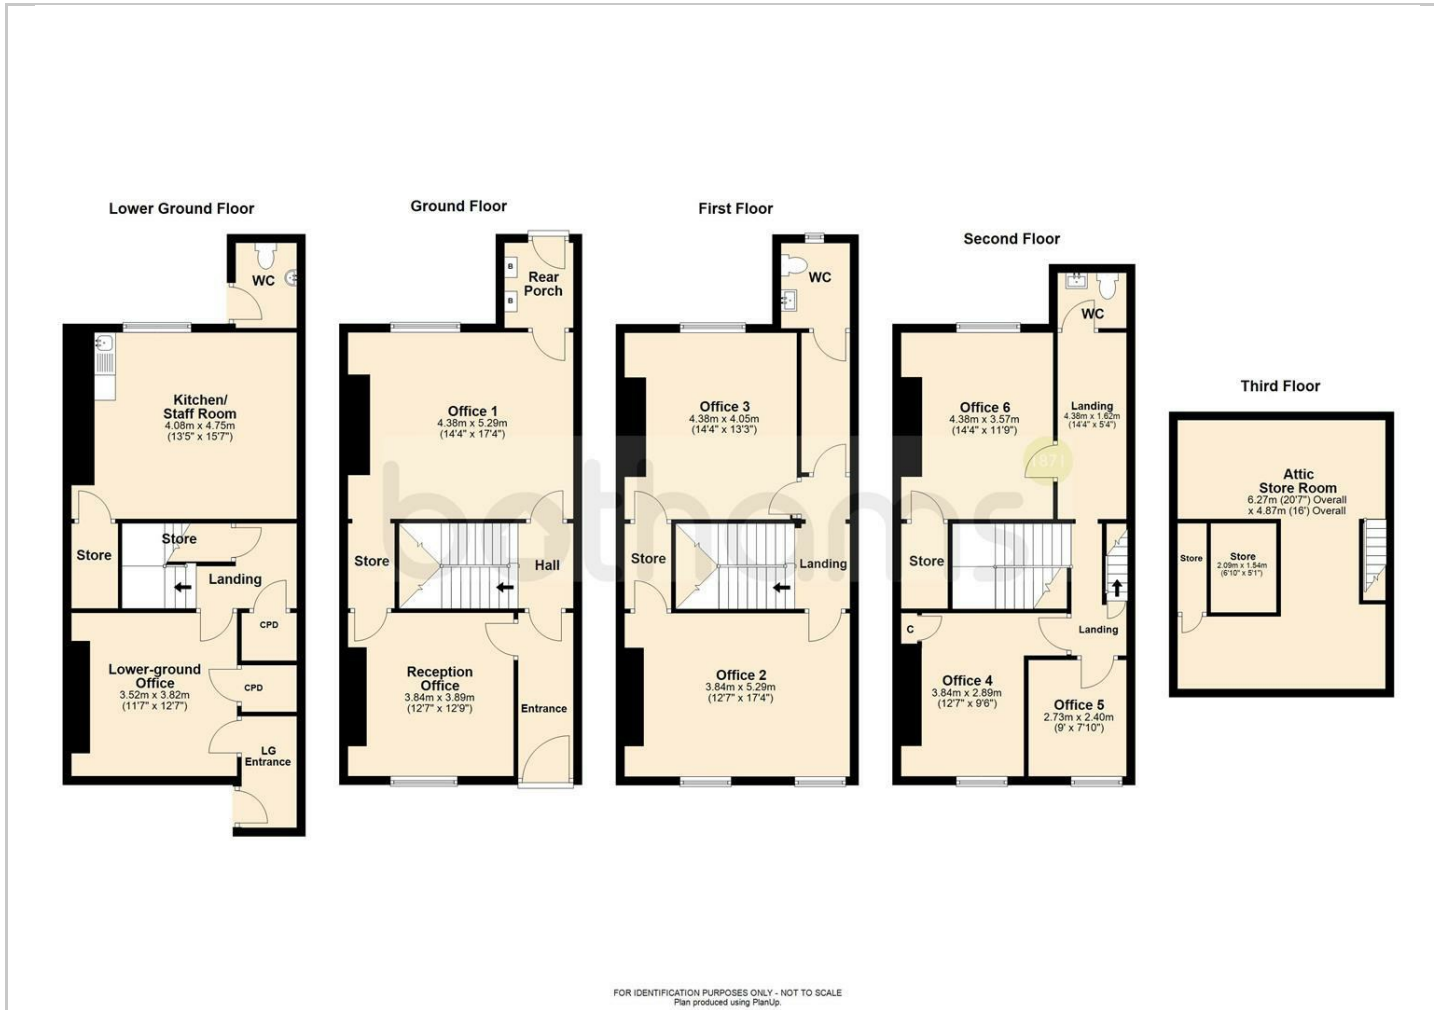 Lower Ground Floor
WC
Kitchen/
Staff Room
4.08m x 4.75m
(13'5" x 15'7")
Store
Store
Landing
CPD
Lower-ground
Office
3.52m x 3.82m
(11'7" x 12'7")
CPD
LG
Entrance
Ground Floor
B
B
Rear
Porch
Office 1
4.38m x 5.29m
(14'4" x 17'4")
Store
Hall
Reception
Office
3.84m x 3.89m
(12'7" x 12'9")
Entrance
First Floor
WC
Office 3
4.38m x 4.05m
(14'4" x 13'3")
Store
Landing
Office 2
3.84m x 5.29m
(12'7" x 17'4")
Second Floor
WC
Office 6
4.38m x 3.57m
(14'4" x 11'9")
Landing
4.38m x 1.62m
(14'4" x 5'4")
Store
C
Landing
Office 4
3.84m x 2.89m
(12'7" x 9'6")
Office 5
2.73m x 2.40m
(9' x 7'10")
Third Floor
Attic
Store Room
6.27m (20'7") Overall
x 4.87m (16') Overall
Store
Store
2.09m x 1.54m
(6'10" x 5'1")
bothams
1871
FOR IDENTIFICATION PURPOSES ONLY - NOT TO SCALE
Plan produced using PlanUp.